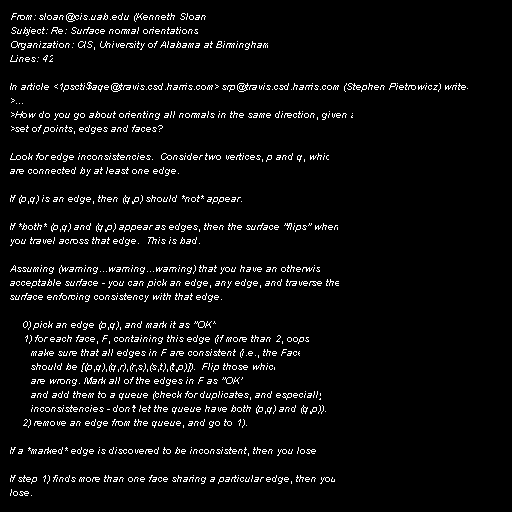 From: sloan@cis.uab.edu (Kenneth Sloan
Subject: Re: Surface normal orientations
Organization: CIS, University of Alabama at Birmingham
Lines: 42
In article <1pscti$aqe@travis.csd.harris.com> srp@travis.csd.harris.com (Stephen Pietrowicz) write
>...
>How do you go about orienting all normals in the same direction, given a
>set of points, edges and faces?
Look for edge inconsistencies. Consider two vertices, p and q, whic
are connected by at least one edge.
If (p,q) is an edge, then (q,p) should *not* appear.
If *both* (p,q) and (q,p) appear as edges, then the surface "flips" when
you travel across that edge. This is bad.
Assuming (warning...warning...warning) that you have an otherwis
acceptable surface - you can pick an edge, any edge, and traverse the
surface enforcing consistency with that edge.
0) pick an edge (p,q), and mark it as "OK"
1) for each face, F, containing this edge (if more than 2, oops
make sure that all edges in F are consistent (i.e., the Face
should be [(p,q),(q,r),(r,s),(s,t),(t,p)]). Flip those which
are wrong. Mark all of the edges in F as "OK"
and add them to a queue (check for duplicates, and especially
inconsistencies - don't let the queue have both (p,q) and (q,p)).
2) remove an edge from the queue, and go to 1).
If a *marked* edge is discovered to be inconsistent, then you lose
If step 1) finds more than one face sharing a particular edge, then you
lose.